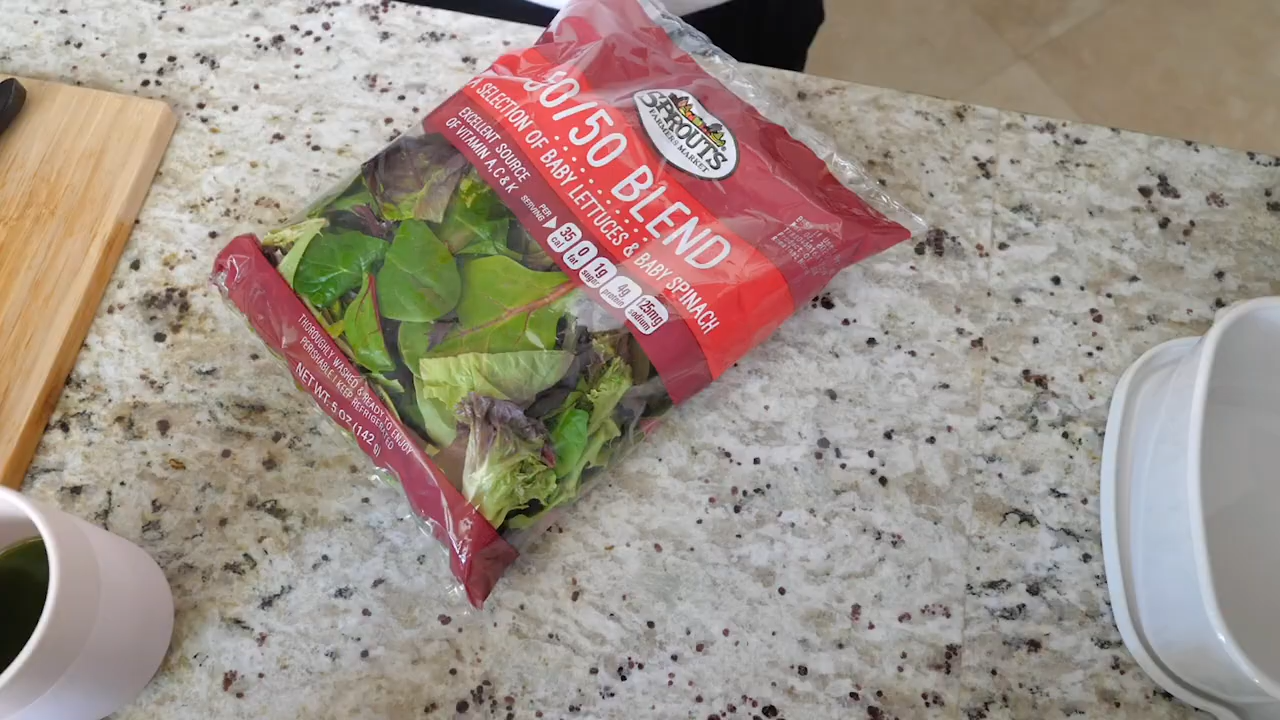 50/50 BLEND
A SELECTION OF BABY LETTUCES & BABY SPINACH
SPROUTS
FARMERS MARKET
EXCELLENT SOURCE
OF VITAMIN A, C & K
PER
SERVING
35 cal
0 fat
1g sugar
4g protein
125mg sodium
THOROUGHLY WASHED & READY TO ENJOY
PERISHABLE | KEEP REFRIGERATED
NET WT. 5 OZ (142 g)